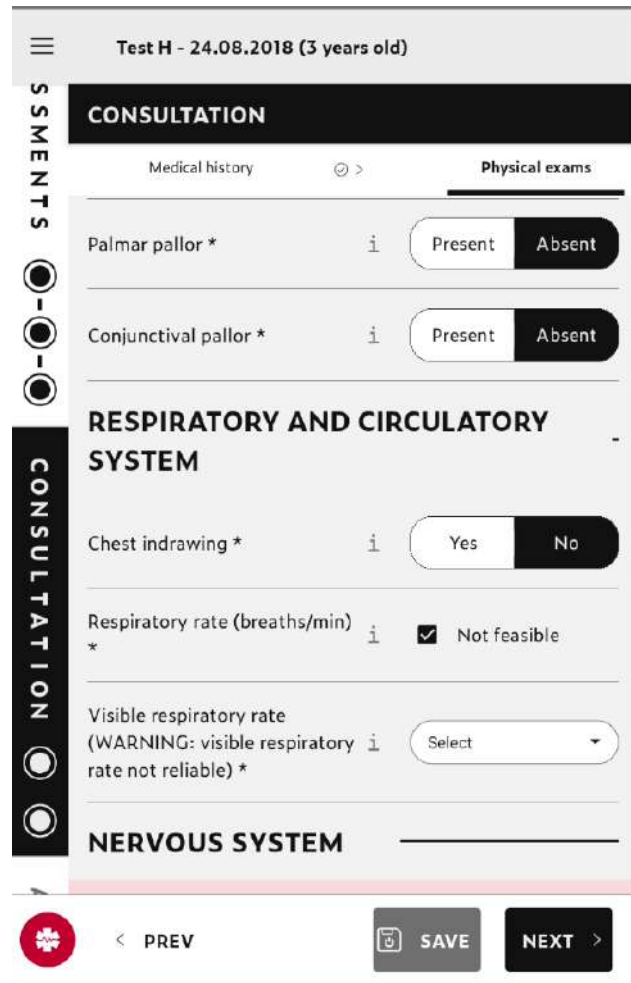 Test H - 24.08.2018 (3 years old)
SSMENTS
CONSULTATION
CONSULTATION
Medical history
Physical exams
Palmar pallor * i Present Absent
Conjunctival pallor * i Present Absent
RESPIRATORY AND CIRCULATORY
SYSTEM
Chest indrawing * i Yes No
Respiratory rate (breaths/min)
* i Not feasible
Visible respiratory rate
(WARNING: visible respiratory i Select
rate not reliable) *
NERVOUS SYSTEM
< PREV
SAVE
NEXT >